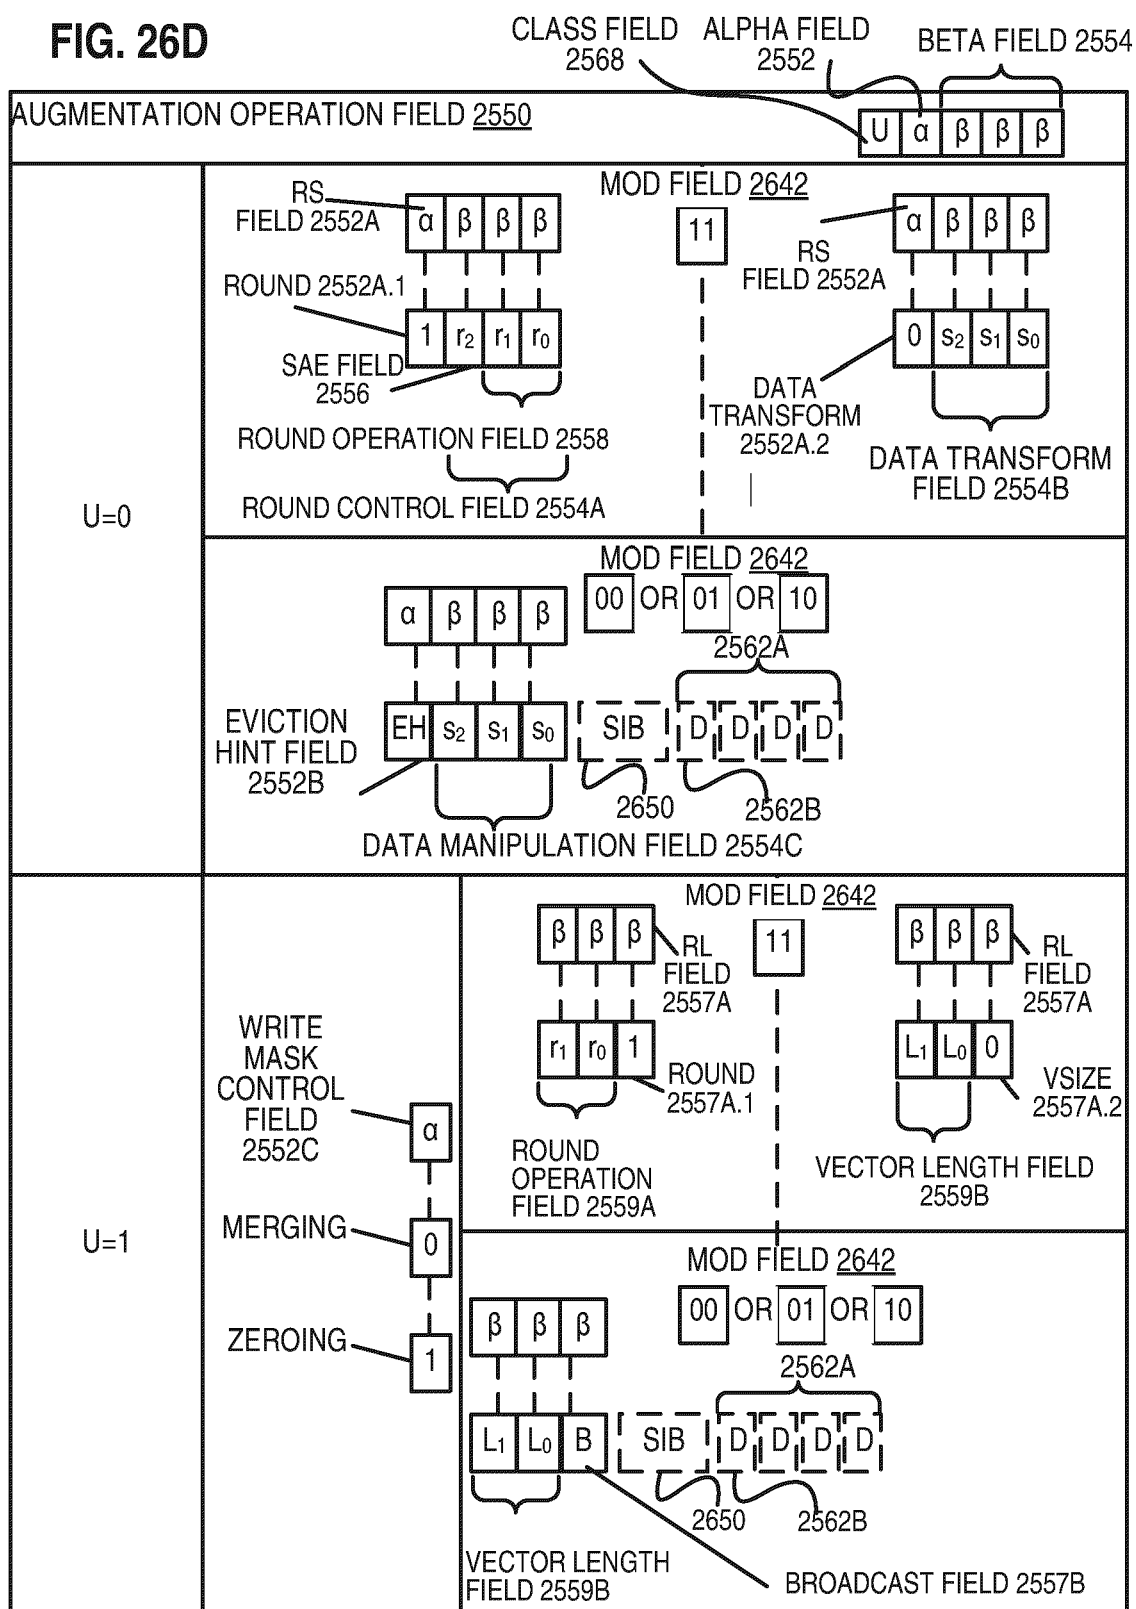 FIG. 26D
CLASS FIELD
2568
ALPHA FIELD
2552
BETA FIELD 2554
AUGMENTATION OPERATION FIELD 2550
U α β β β
U=0
MOD FIELD 2642
11
RS
FIELD 2552A
α β β β
ROUND 2552A.1
1 r2 r1 r0
SAE FIELD
2556
ROUND OPERATION FIELD 2558
ROUND CONTROL FIELD 2554A
α β β β
RS
FIELD 2552A
0 s2 s1 s0
DATA
TRANSFORM
2552A.2
DATA TRANSFORM
FIELD 2554B
MOD FIELD 2642
00 OR 01 OR 10
α β β β
2562A
EVICTION
HINT FIELD
2552B
EH s2 s1 s0 SIB D D D D
2650
2562B
DATA MANIPULATION FIELD 2554C
U=1
WRITE
MASK
CONTROL
FIELD
2552C
α
MERGING 0
ZEROING 1
MOD FIELD 2642
11
β β β
RL
FIELD
2557A
r1 r0 1
ROUND
2557A.1
ROUND
OPERATION
FIELD 2559A
β β β
RL
FIELD
2557A
L1 L0 0
VSIZE
2557A.2
VECTOR LENGTH FIELD
2559B
MOD FIELD 2642
00 OR 01 OR 10
β β β
2562A
L1 L0 B SIB D D D D
2650
2562B
VECTOR LENGTH
FIELD 2559B
BROADCAST FIELD 2557B